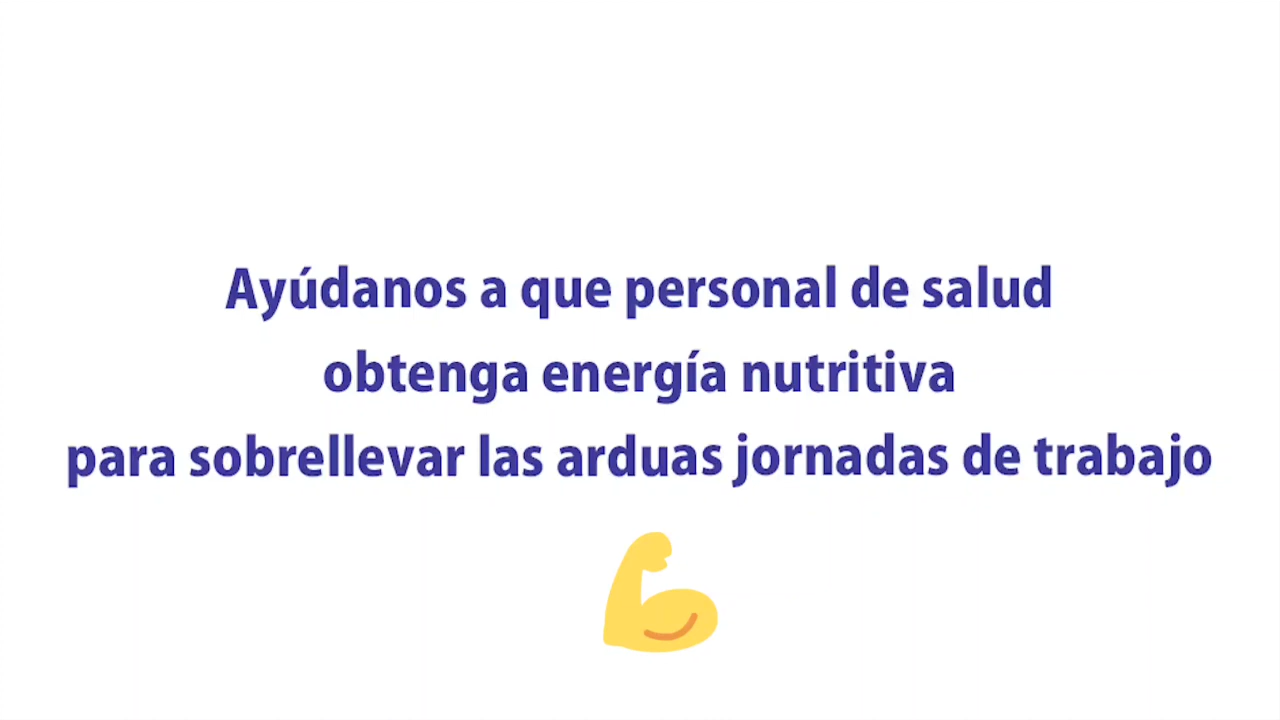 Ayúdanos a que personal de salud
obtenga energía nutritiva
para sobrellevar las arduas jornadas de trabajo